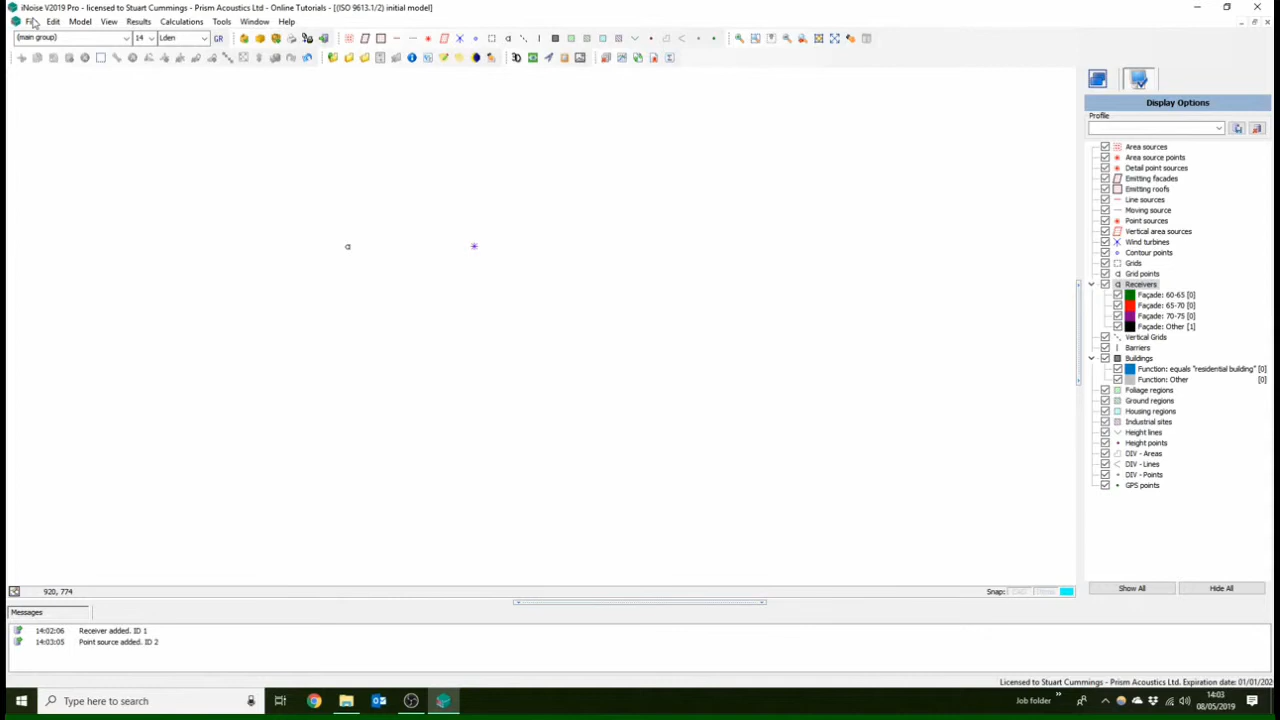 iNoise V2019 Pro - licensed to Stuart Cummings - Prism Acoustics Ltd - Online Tutorials - [(ISO 9613.1/2) initial model]
File Edit Model View Results Calculations Tools Window Help
(main group) 14 Lden GR
3D
Display Options
Profile
Area sources
Area source points
Detail point sources
Emitting facades
Emitting roofs
Line sources
Moving source
Point sources
Vertical area sources
Wind turbines
Contour points
Grids
Grid points
Receivers
Façade: 60-65 [0]
Façade: 65-70 [0]
Façade: 70-75 [0]
Façade: Other [1]
Vertical Grids
Barriers
Buildings
Function: equals "residential building" [0]
Function: Other [0]
Foliage regions
Ground regions
Housing regions
Industrial sites
Height lines
Height points
DIV - Areas
DIV - Lines
DIV - Points
GPS points
Show All Hide All
920, 774 Snap:
Messages
14:02:06 Receiver added. ID 1
14:03:05 Point source added. ID 2
Licensed to Stuart Cummings - Prism Acoustics Ltd. Expiration date: 01/01/202
Type here to search
Job folder
14:03
08/05/2019